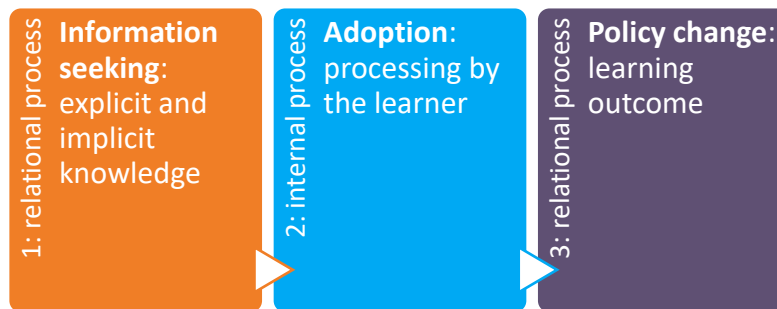 1: relational process
Information
seeking:
explicit and
implicit
knowledge
2: internal process
Adoption:
processing by
the learner
3: relational process
Policy change:
learning
outcome